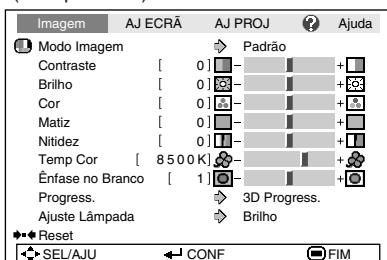 Imagem AJ ECRÃ AJ PROJ ? Ajuda
Modo Imagem Padrão
Contraste [ 0] - +
Brilho [ 0] - +
Cor [ 0] - +
Matiz [ 0] - +
Nitidez [ 0] - +
Temp Cor [ 8500K] - +
Ênfase no Branco [ 1] - +
Progress. 3D Progress.
Ajuste Lâmpada Brilho
Reset
SEL/AJU CONF FIM